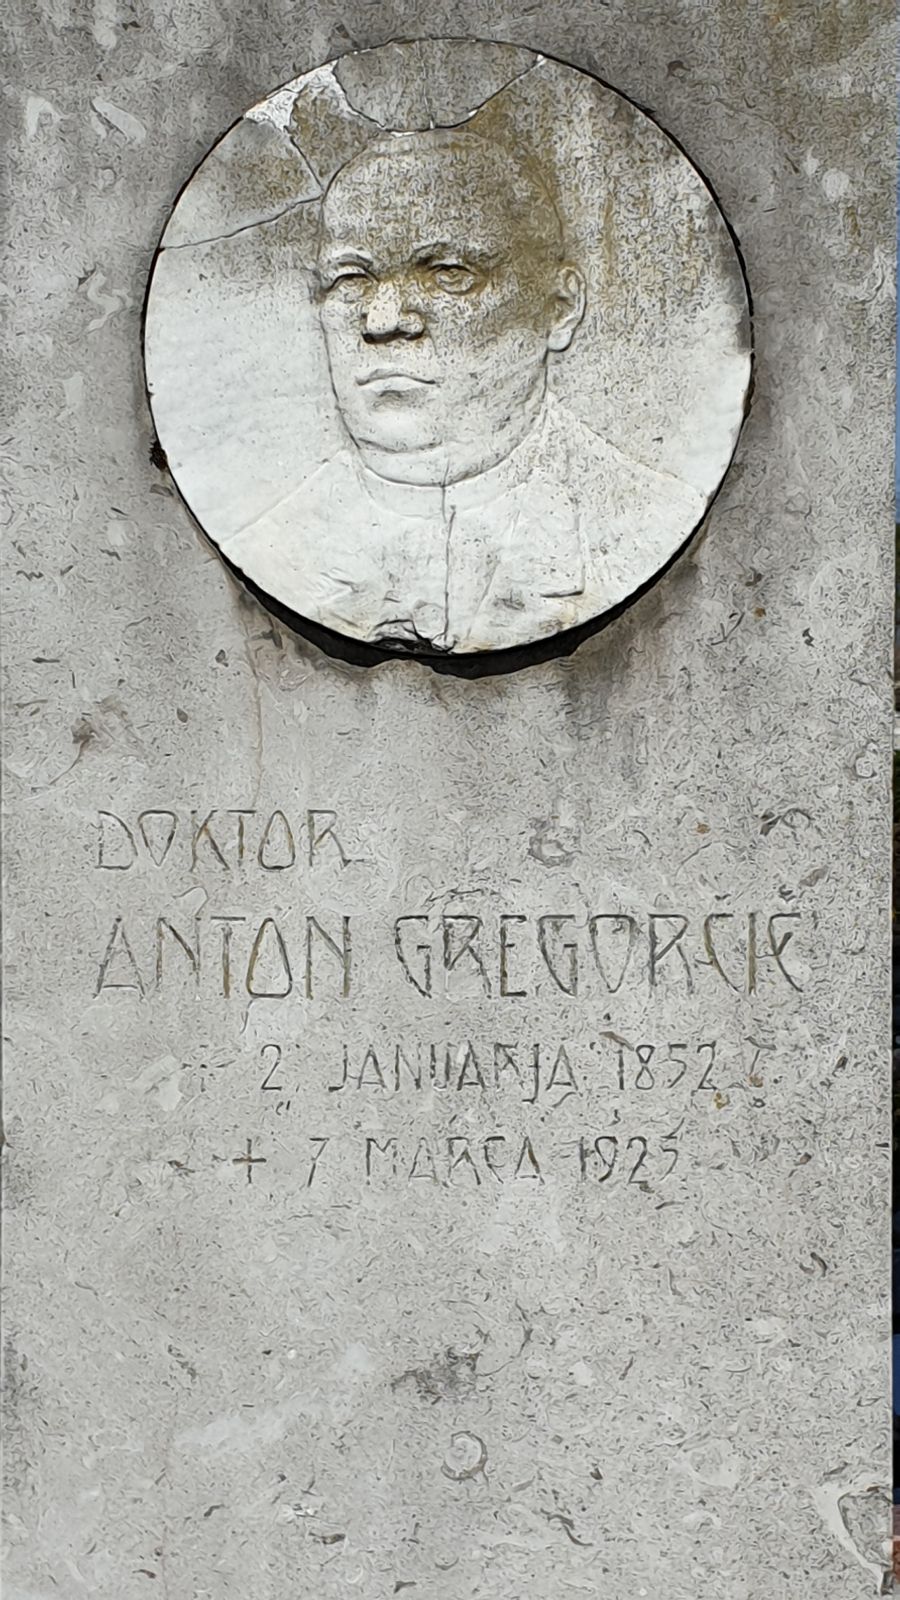 DOKTOR
ANTON GREGORČIČ
2. JANUARJA 1852
+ 7 MARCA 1925